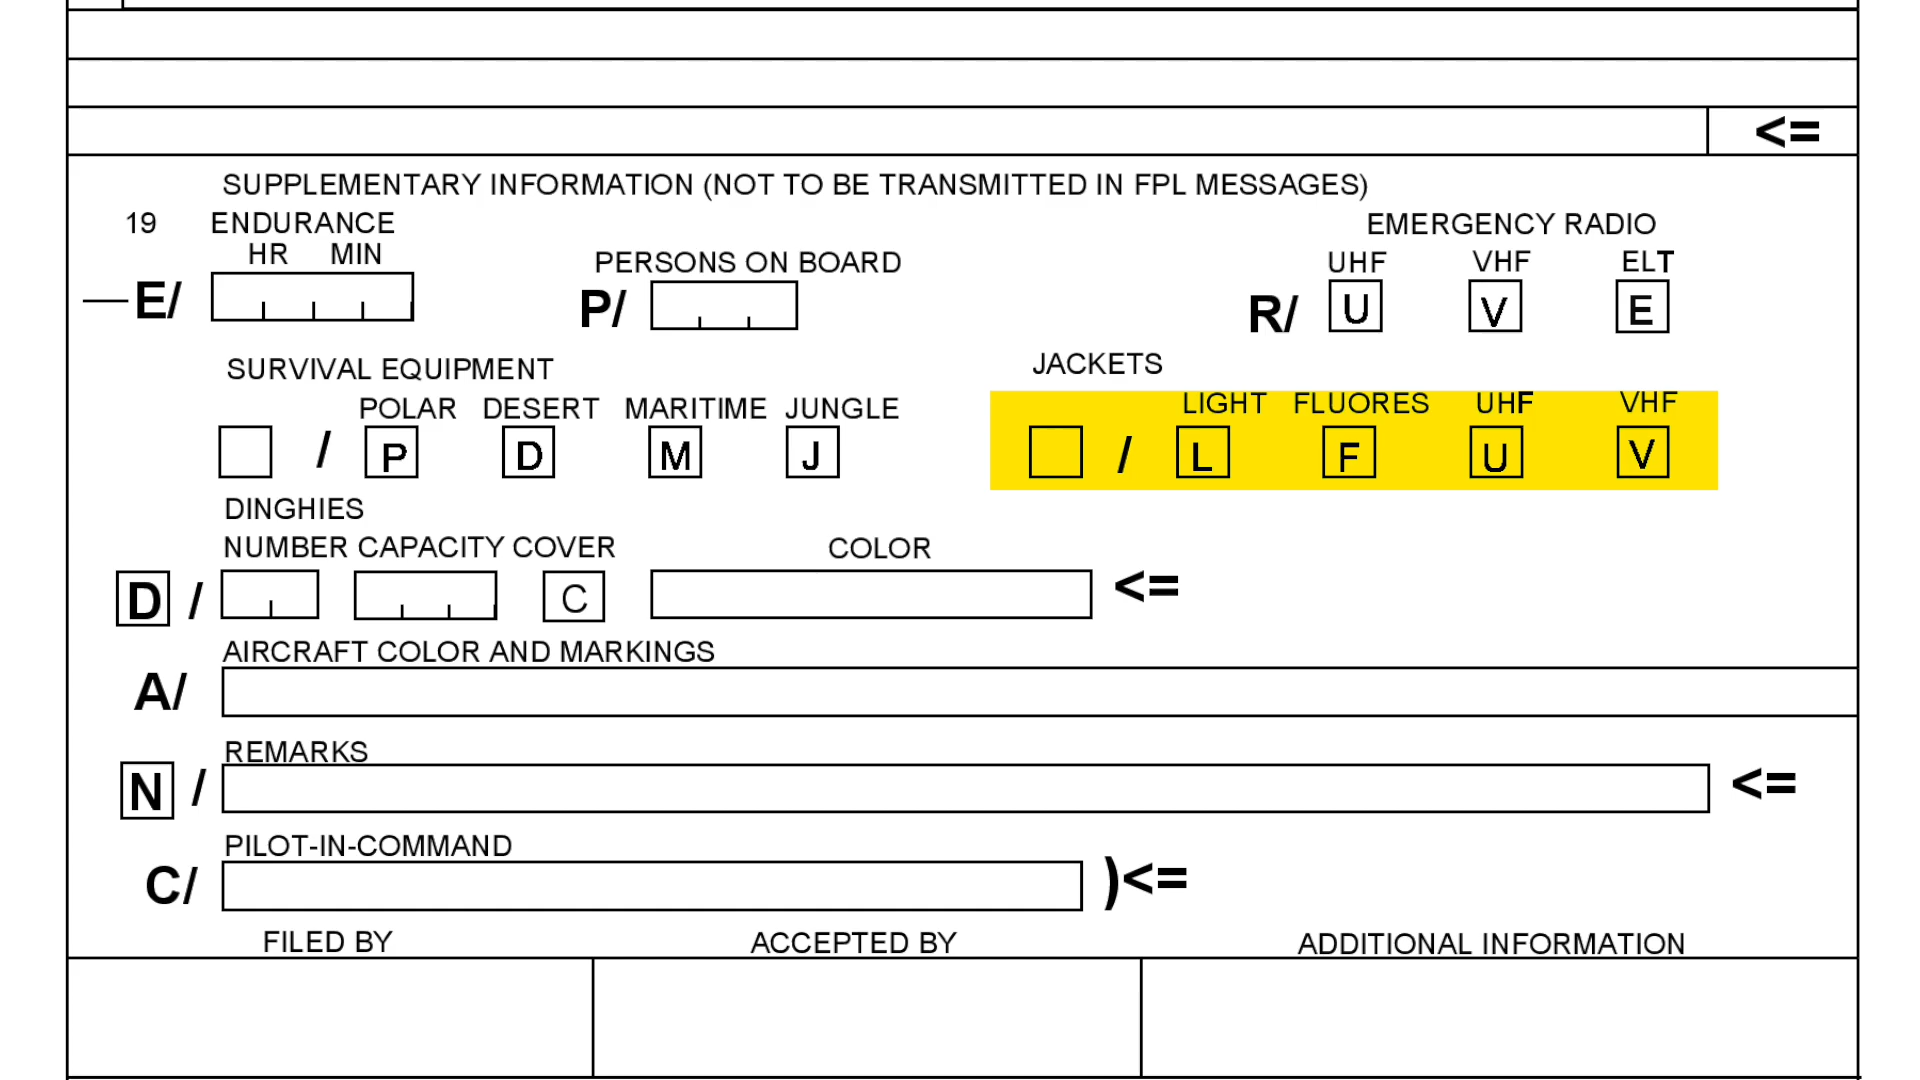 <=
SUPPLEMENTARY INFORMATION (NOT TO BE TRANSMITTED IN FPL MESSAGES)
19 ENDURANCE EMERGENCY RADIO
HR MIN PERSONS ON BOARD UHF VHF ELT
—E/ P/ R/ U V E
SURVIVAL EQUIPMENT JACKETS
POLAR DESERT MARITIME JUNGLE LIGHT FLUORES UHF VHF
/ P D M J / L F U V
DINGHIES
NUMBER CAPACITY COVER COLOR
D / C <=
AIRCRAFT COLOR AND MARKINGS
A/
REMARKS
N / <=
PILOT-IN-COMMAND
C/ )<=
FILED BY ACCEPTED BY ADDITIONAL INFORMATION